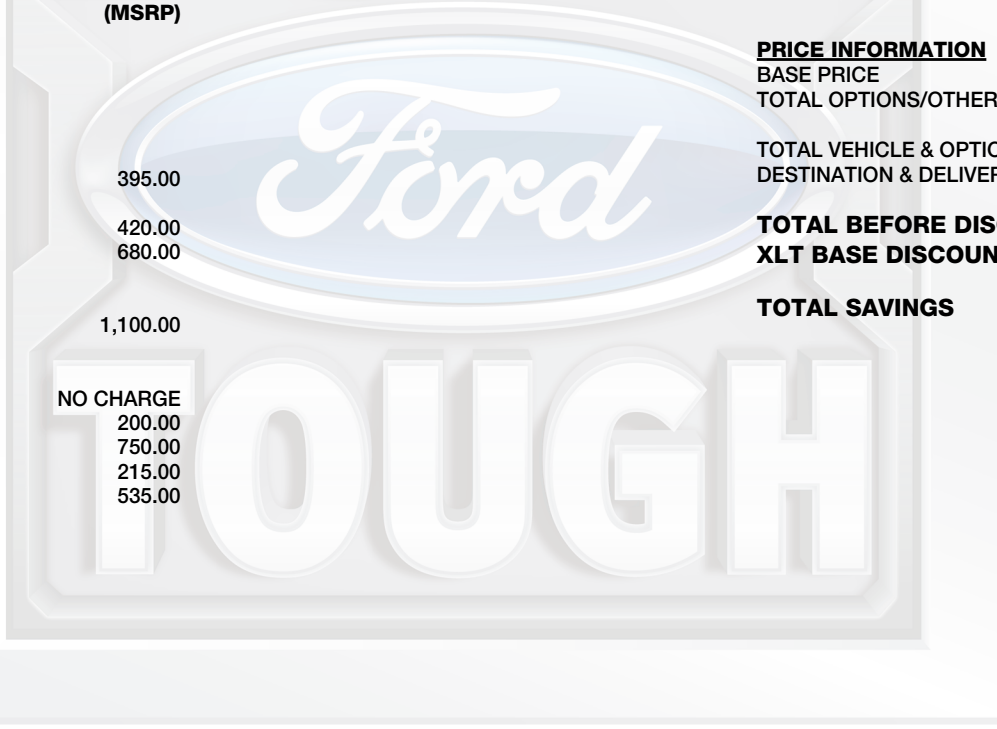 (MSRP)
395.00
420.00
680.00
1,100.00
NO CHARGE
200.00
750.00
215.00
535.00
PRICE INFORMATION
BASE PRICE
TOTAL OPTIONS/OTHER
TOTAL VEHICLE & OPTIO
DESTINATION & DELIVER
TOTAL BEFORE DISC
XLT BASE DISCOUN
TOTAL SAVINGS
Ford
TOUGH